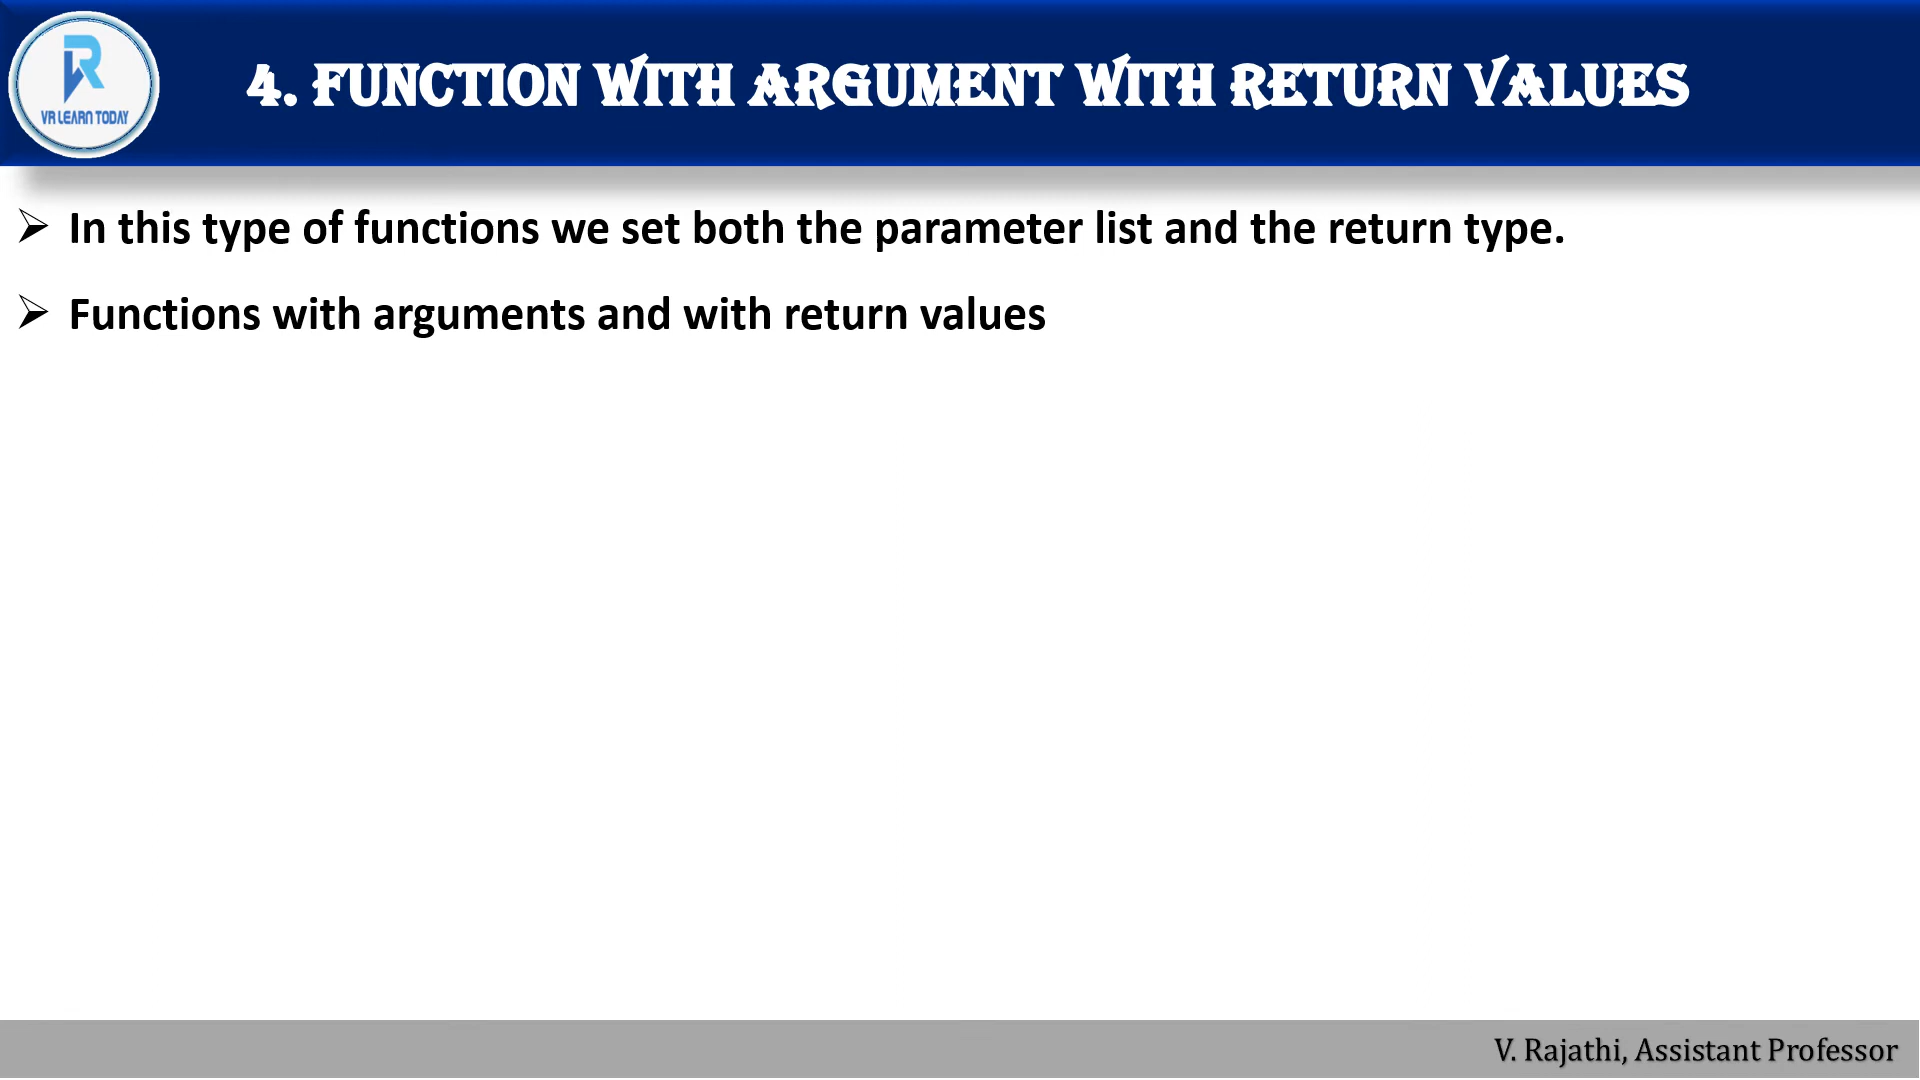 VR LEARN TODAY
4. FUNCTION WITH ARGUMENT WITH RETURN VALUES
➢ In this type of functions we set both the parameter list and the return type.
➢ Functions with arguments and with return values
V. Rajathi, Assistant Professor